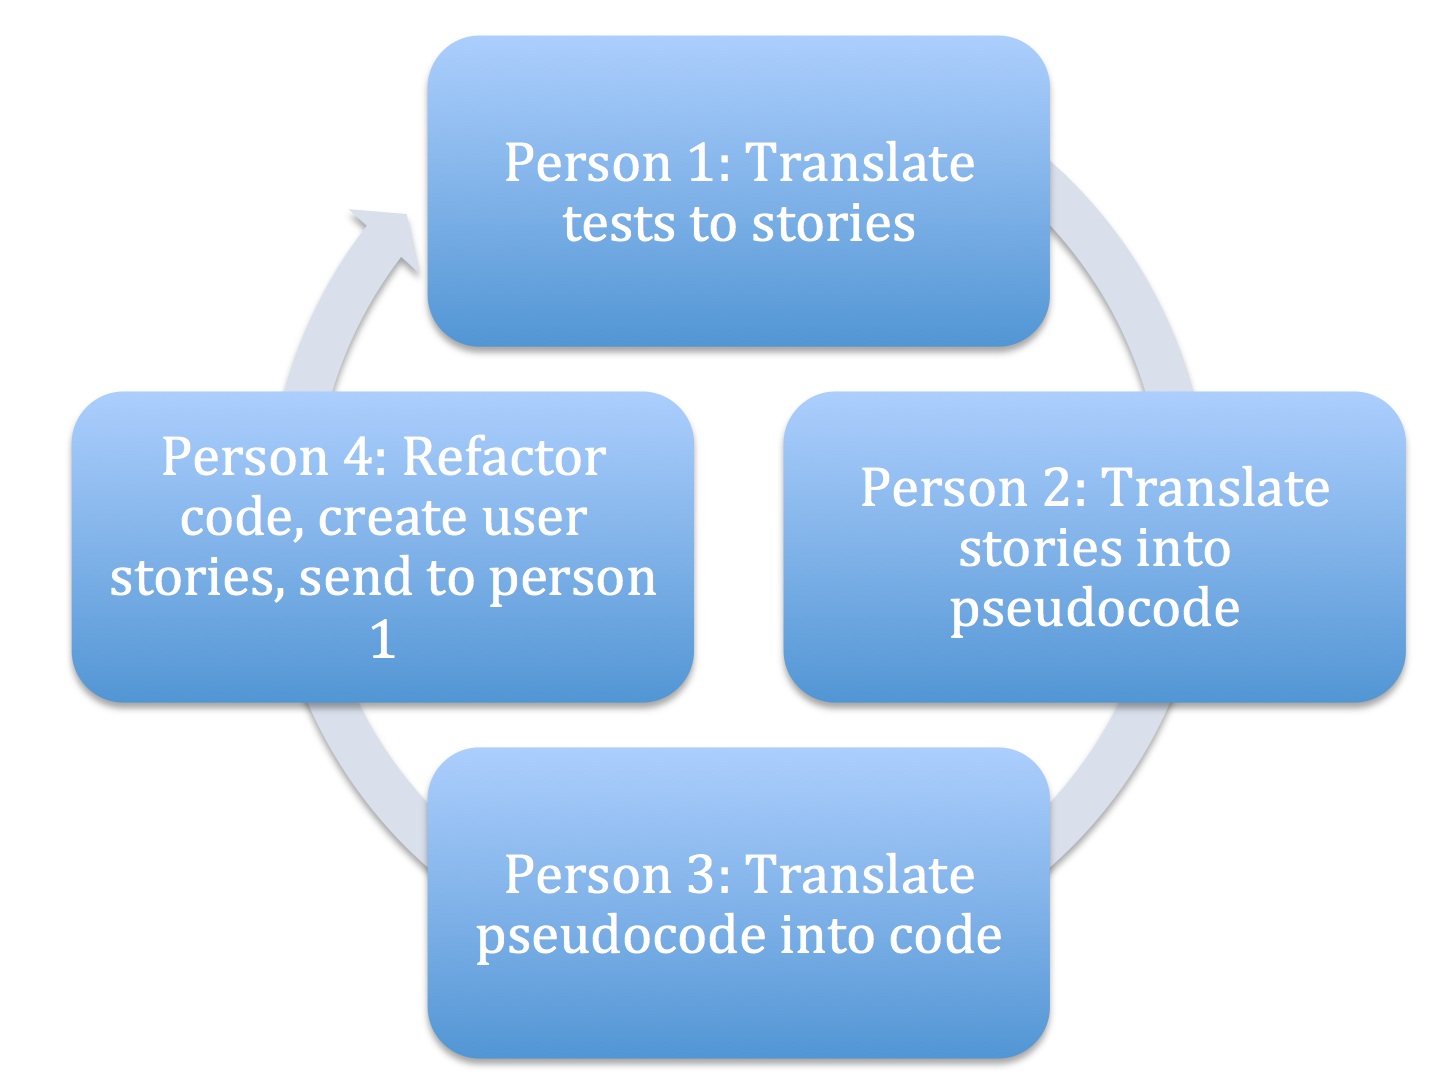 Person 1: Translate
tests to stories
Person 2: Translate
stories into
pseudocode
Person 3: Translate
pseudocode into code
Person 4: Refactor
code, create user
stories, send to person
1